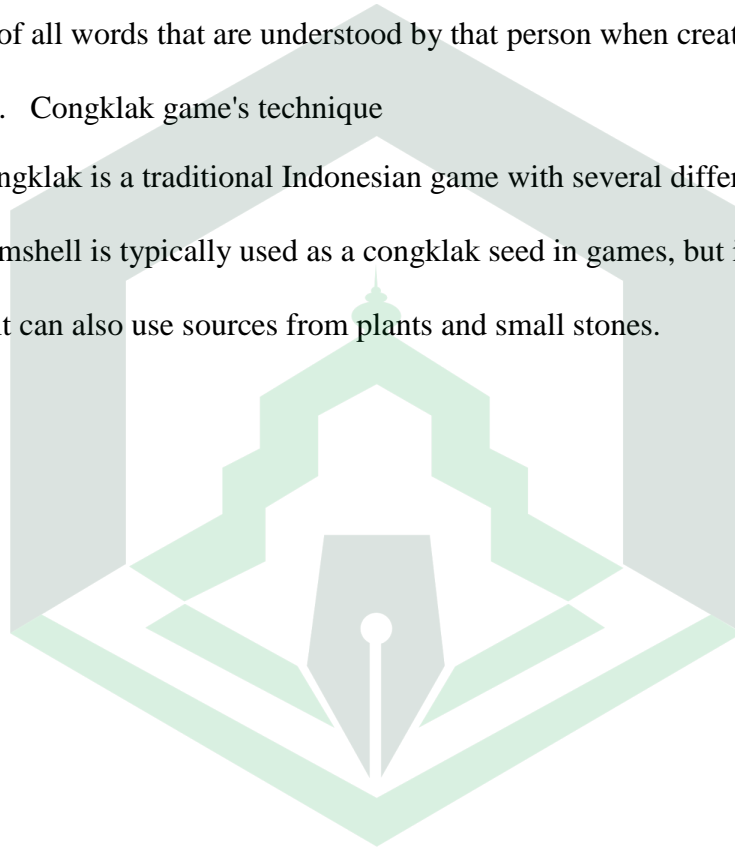 of all words that are understood by that person when creat
. Congklak game's technique
ngklak is a traditional Indonesian game with several differ
mshell is typically used as a congklak seed in games, but i
t can also use sources from plants and small stones.